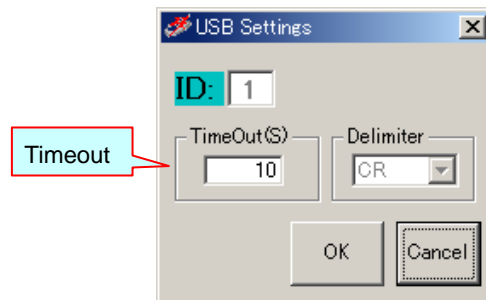 USB Settings
ID: 1
TimeOut(S)
Delimiter
Timeout
10
CR
OK
Cancel